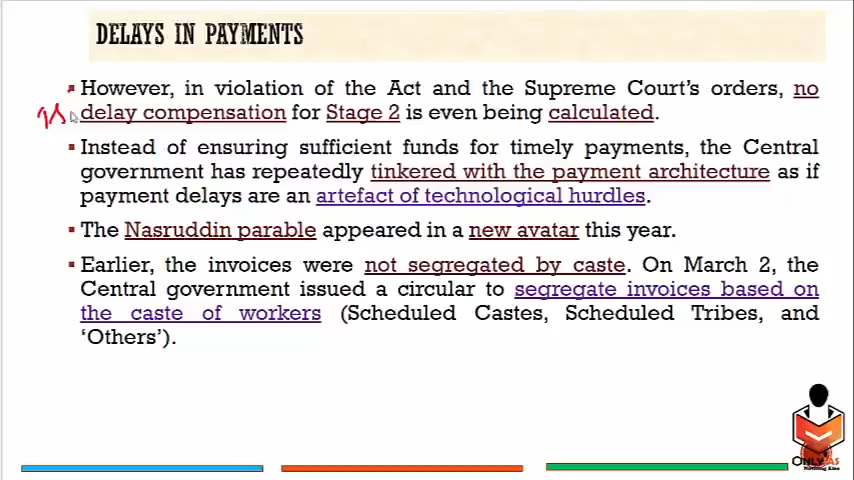 DELAYS IN PAYMENTS
However, in violation of the Act and the Supreme Court's orders, no
delay compensation for Stage 2 is even being calculated.
Instead of ensuring sufficient funds for timely payments, the Central
government has repeatedly tinkered with the payment architecture as if
payment delays are an artefact of technological hurdles.
The Nasruddin parable appeared in a new avatar this year.
Earlier, the invoices were not segregated by caste. On March 2, the
Central government issued a circular to segregate invoices based on
the caste of workers (Scheduled Castes, Scheduled Tribes, and
'Others').
ONLY IAS
Nothing Else